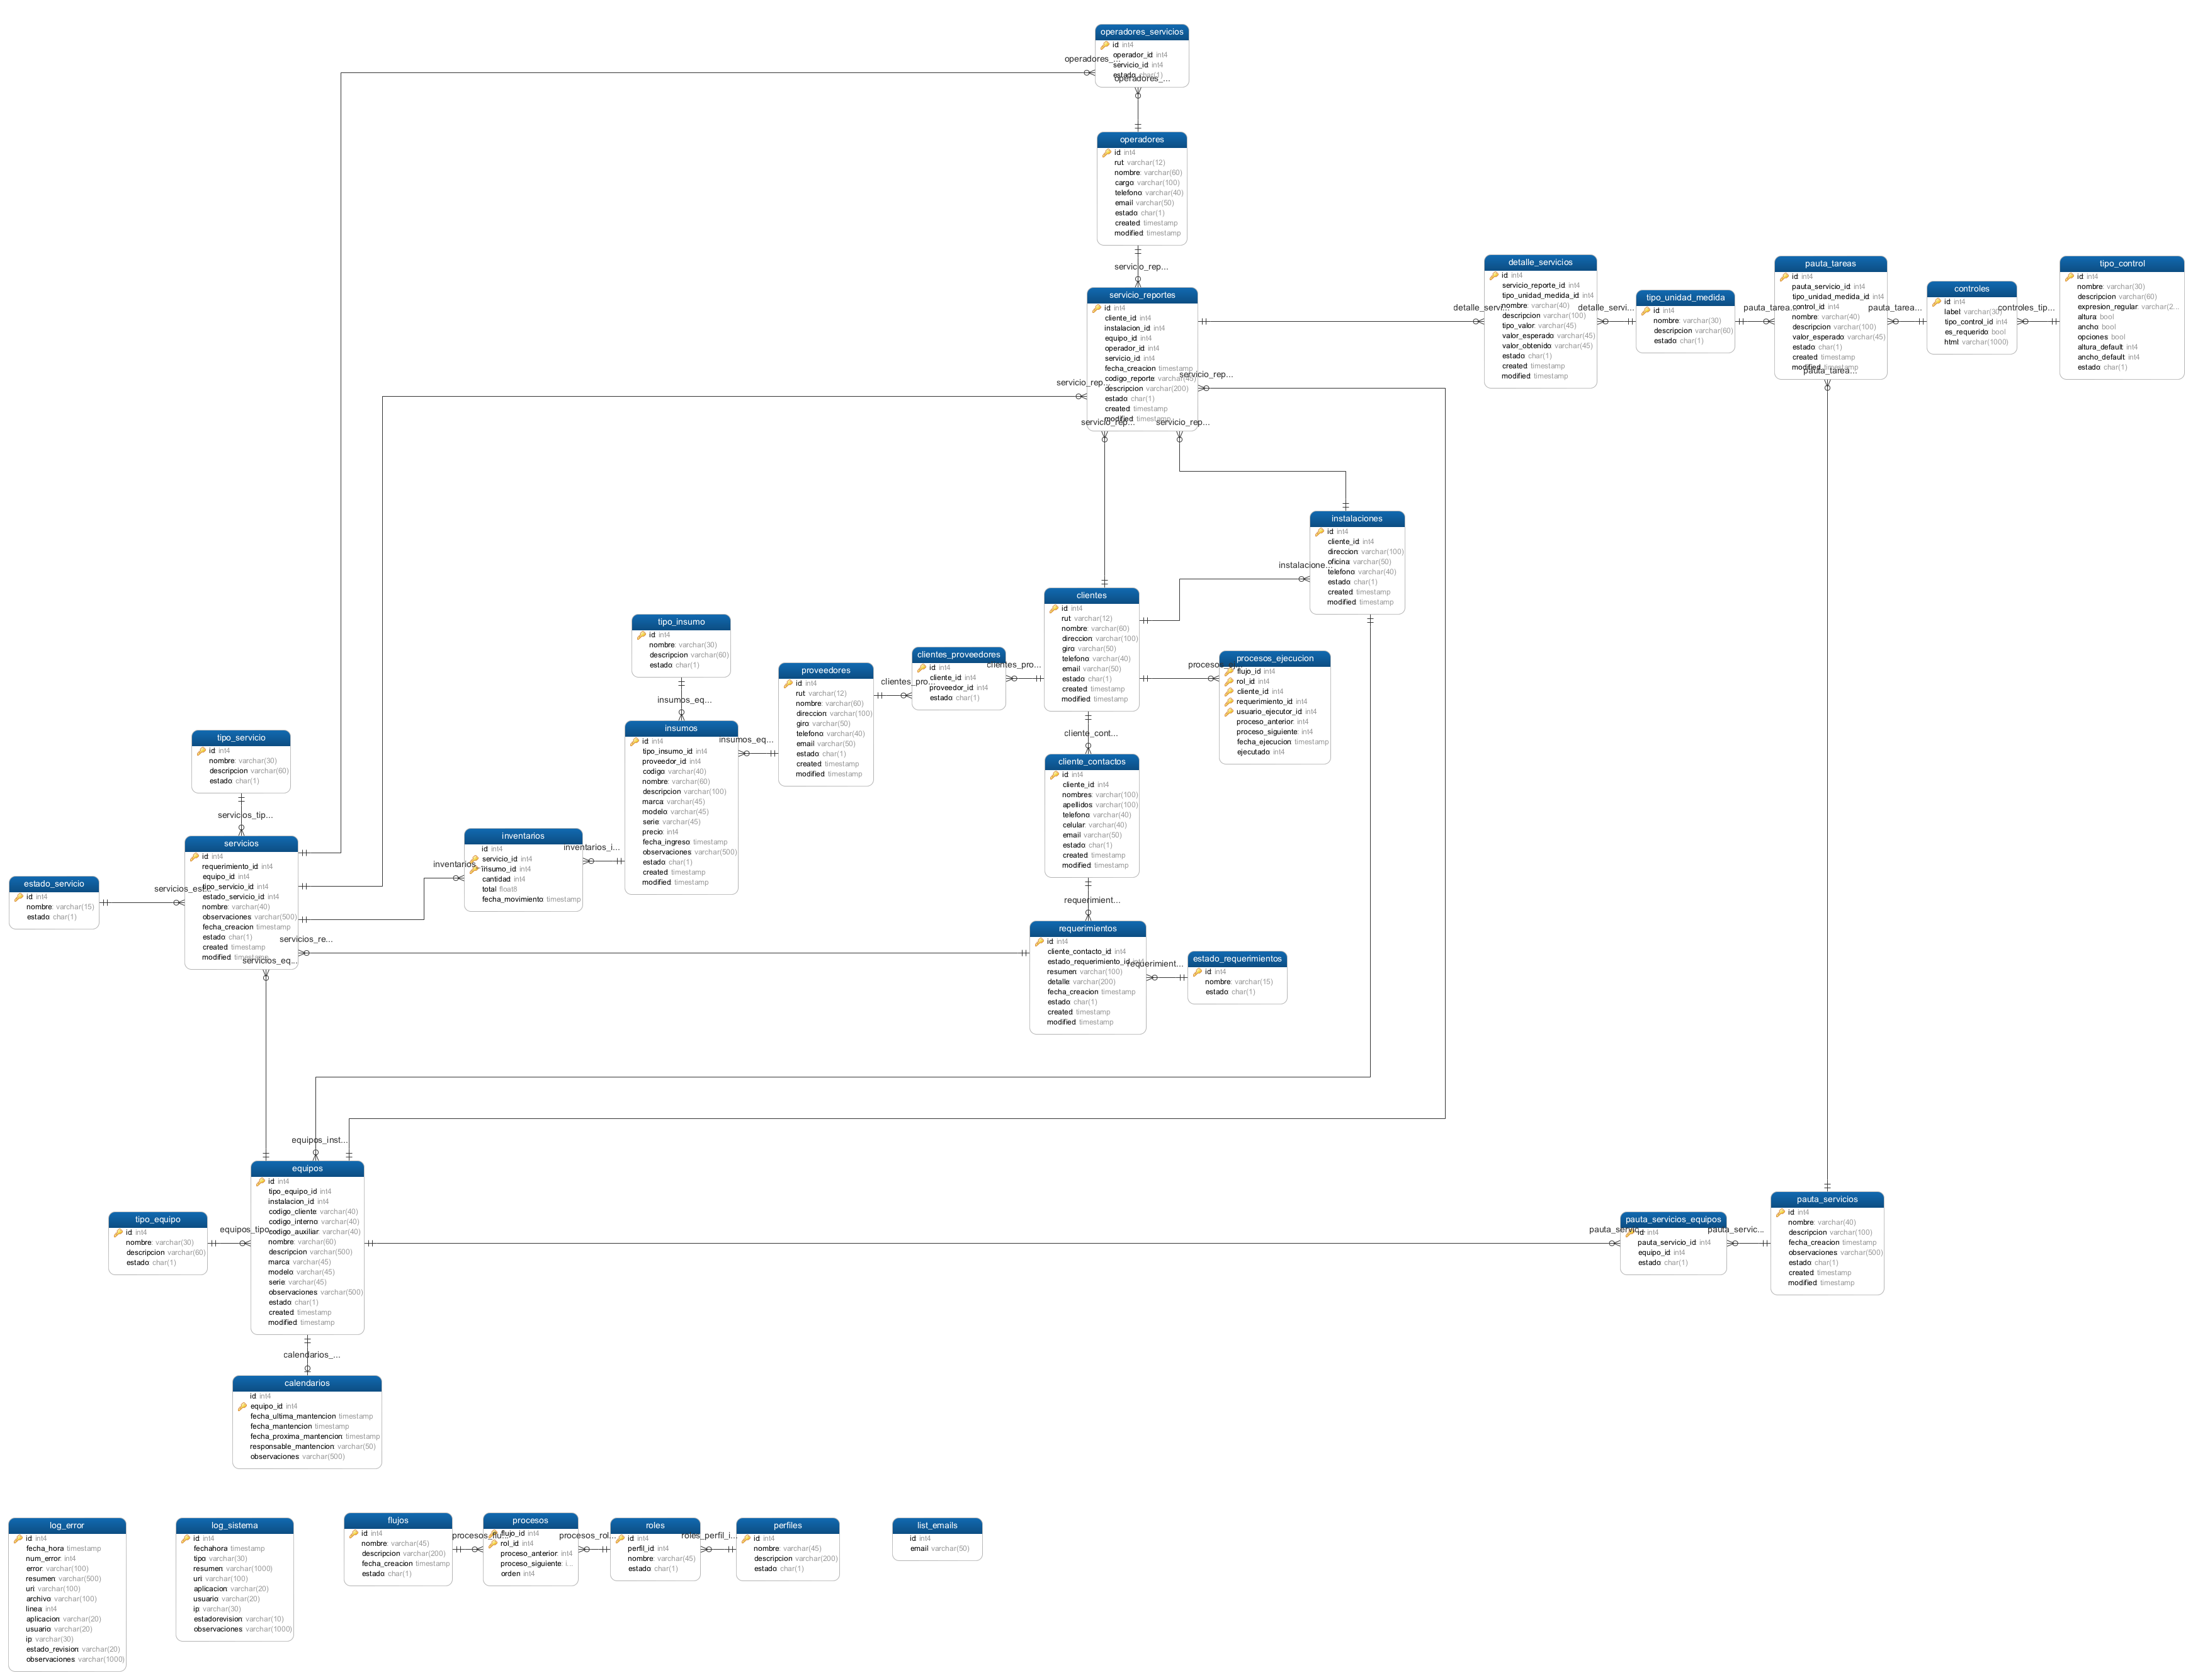 operadores_servicios
id: int4
operador_id: int4
servicio_id: int4
estado: char(1)
operadores_...
operadores_...
operadores
id: int4
rut: varchar(12)
nombre: varchar(60)
cargo: varchar(100)
telefono: varchar(40)
email: varchar(50)
estado: char(1)
created: timestamp
modified: timestamp
servicio_rep...
servicio_reportes
id: int4
cliente_id: int4
instalacion_id: int4
equipo_id: int4
operador_id: int4
servicio_id: int4
fecha_creacion: timestamp
codigo_reporte: varchar(45)
descripcion: varchar(200)
estado: char(1)
created: timestamp
modified: timestamp
servicio_rep...
servicio_rep...
servicio_rep...
servicio_rep...
detalle_servicios
id: int4
servicio_reporte_id: int4
tipo_unidad_medida_id: int4
nombre: varchar(40)
descripcion: varchar(100)
tipo_valor: varchar(45)
valor_esperado: varchar(45)
valor_obtenido: varchar(45)
estado: char(1)
created: timestamp
modified: timestamp
detalle_servi...
detalle_servi...
tipo_unidad_medida
id: int4
nombre: varchar(30)
descripcion: varchar(60)
estado: char(1)
pauta_tarea...
pauta_tareas
id: int4
pauta_servicio_id: int4
tipo_unidad_medida_id: int4
control_id: int4
nombre: varchar(40)
descripcion: varchar(100)
valor_esperado: varchar(45)
estado: char(1)
created: timestamp
modified: timestamp
pauta_tarea...
pauta_tarea...
controles
id: int4
label: varchar(30)
tipo_control_id: int4
es_requerido: bool
html: varchar(1000)
controles_tip...
tipo_control
id: int4
nombre: varchar(30)
descripcion: varchar(60)
expresion_regular: varchar(2...
altura: bool
ancho: bool
opciones: bool
altura_default: int4
ancho_default: int4
estado: char(1)
instalaciones
id: int4
cliente_id: int4
direccion: varchar(100)
oficina: varchar(50)
telefono: varchar(40)
estado: char(1)
created: timestamp
modified: timestamp
instalacione...
clientes
id: int4
rut: varchar(12)
nombre: varchar(60)
direccion: varchar(100)
giro: varchar(50)
telefono: varchar(40)
email: varchar(50)
estado: char(1)
created: timestamp
modified: timestamp
tipo_insumo
id: int4
nombre: varchar(30)
descripcion: varchar(60)
estado: char(1)
insumos_eq...
proveedores
id: int4
rut: varchar(12)
nombre: varchar(60)
direccion: varchar(100)
giro: varchar(50)
telefono: varchar(40)
email: varchar(50)
estado: char(1)
created: timestamp
modified: timestamp
clientes_proveedores
id: int4
cliente_id: int4
proveedor_id: int4
estado: char(1)
clientes_pro...
clientes_pro...
procesos_ejecucion
flujo_id: int4
rol_id: int4
cliente_id: int4
requerimiento_id: int4
usuario_ejecutor_id: int4
proceso_anterior: int4
proceso_siguiente: int4
fecha_ejecucion: timestamp
ejecutado: int4
cliente_cont...
cliente_contactos
id: int4
cliente_id: int4
nombres: varchar(100)
apellidos: varchar(100)
telefono: varchar(40)
celular: varchar(40)
email: varchar(50)
estado: char(1)
created: timestamp
modified: timestamp
insumos
id: int4
tipo_insumo_id: int4
proveedor_id: int4
codigo: varchar(40)
nombre: varchar(60)
descripcion: varchar(100)
marca: varchar(45)
modelo: varchar(45)
serie: varchar(45)
precio: int4
fecha_ingreso: timestamp
observaciones: varchar(500)
estado: char(1)
created: timestamp
modified: timestamp
insumos_eq...
tipo_servicio
id: int4
nombre: varchar(30)
descripcion: varchar(60)
estado: char(1)
servicios_tip...
servicios
id: int4
requerimiento_id: int4
equipo_id: int4
tipo_servicio_id: int4
estado_servicio_id: int4
nombre: varchar(40)
observaciones: varchar(500)
fecha_creacion: timestamp
estado: char(1)
created: timestamp
modified: timestamp
servicios_est...
servicios_re...
servicios_eq...
estado_servicio
id: int4
nombre: varchar(15)
estado: char(1)
inventarios
id: int4
servicio_id: int4
insumo_id: int4
cantidad: int4
total: float8
fecha_movimiento: timestamp
inventarios_i...
requerimient...
requerimientos
id: int4
cliente_contacto_id: int4
estado_requerimiento_id: int4
resumen: varchar(100)
detalle: varchar(200)
fecha_creacion: timestamp
estado: char(1)
created: timestamp
modified: timestamp
requerimient...
estado_requerimientos
id: int4
nombre: varchar(15)
estado: char(1)
equipos_inst...
equipos
id: int4
tipo_equipo_id: int4
instalacion_id: int4
codigo_cliente: varchar(40)
codigo_interno: varchar(40)
codigo_auxiliar: varchar(40)
nombre: varchar(60)
descripcion: varchar(500)
marca: varchar(45)
modelo: varchar(45)
serie: varchar(45)
observaciones: varchar(500)
estado: char(1)
created: timestamp
modified: timestamp
tipo_equipo
id: int4
nombre: varchar(30)
descripcion: varchar(60)
estado: char(1)
equipos_tipo...
pauta_servicios_equipos
id: int4
pauta_servicio_id: int4
equipo_id: int4
estado: char(1)
pauta_servic...
pauta_servic...
pauta_servicios
id: int4
nombre: varchar(40)
descripcion: varchar(100)
fecha_creacion: timestamp
observaciones: varchar(500)
estado: char(1)
created: timestamp
modified: timestamp
calendarios_...
calendarios
id: int4
equipo_id: int4
fecha_ultima_mantencion: timestamp
fecha_mantencion: timestamp
fecha_proxima_mantencion: timestamp
responsable_mantencion: varchar(50)
observaciones: varchar(500)
log_error
id: int4
fecha_hora: timestamp
num_error: int4
error: varchar(100)
resumen: varchar(500)
uri: varchar(100)
archivo: varchar(100)
linea: int4
aplicacion: varchar(20)
usuario: varchar(20)
ip: varchar(30)
estado_revision: varchar(20)
observaciones: varchar(1000)
log_sistema
id: int4
fechahora: timestamp
tipo: varchar(30)
resumen: varchar(1000)
uri: varchar(100)
aplicacion: varchar(20)
usuario: varchar(20)
ip: varchar(30)
estadorevision: varchar(10)
observaciones: varchar(1000)
flujos
id: int4
nombre: varchar(45)
descripcion: varchar(200)
fecha_creacion: timestamp
estado: char(1)
procesos_fluj...
procesos
flujo_id: int4
rol_id: int4
proceso_anterior: int4
proceso_siguiente: i...
orden: int4
procesos_rol...
roles
id: int4
perfil_id: int4
nombre: varchar(45)
estado: char(1)
roles_perfil_i...
perfiles
id: int4
nombre: varchar(45)
descripcion: varchar(200)
estado: char(1)
list_emails
id: int4
email: varchar(50)